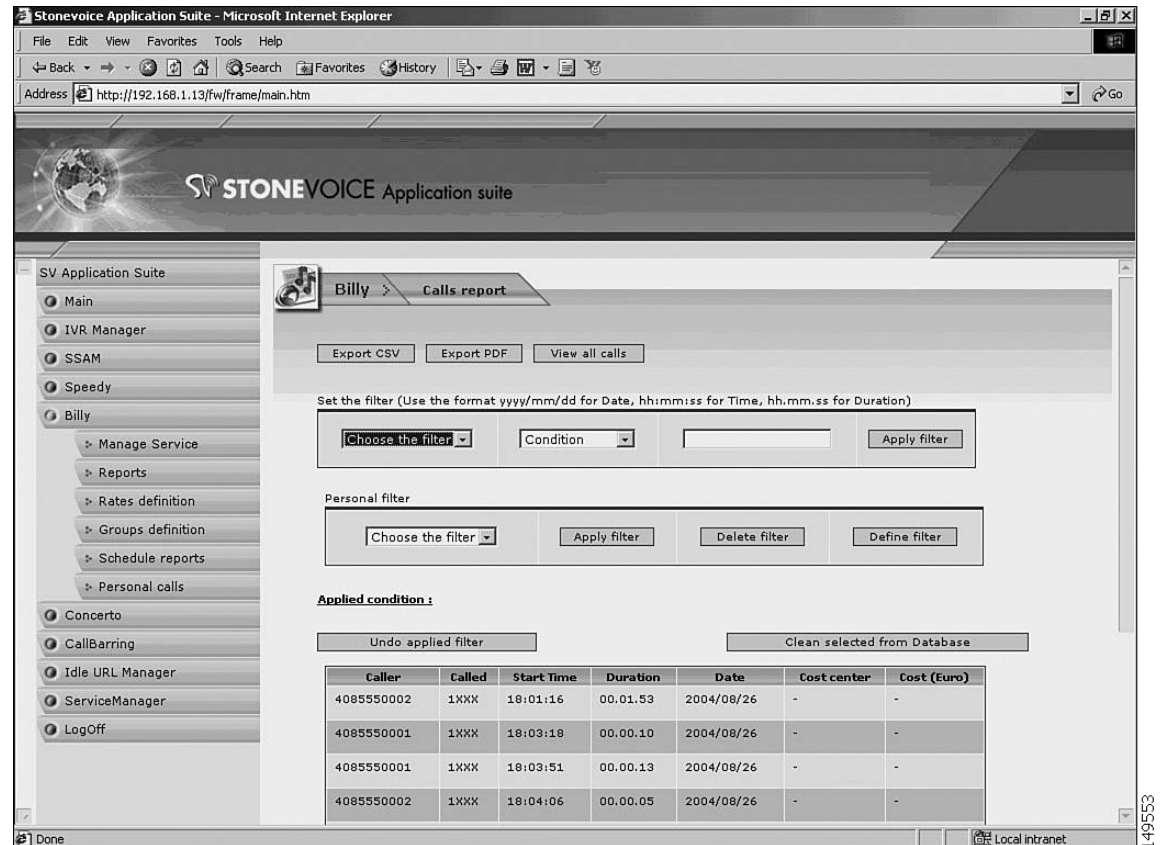 Stonevoice Application Suite - Microsoft Internet Explorer
File Edit View Favorites Tools Help
Back Search Favorites History
Address http://192.168.1.13/fw/frame/main.htm Go
SV STONEVOICE Application suite
SV Application Suite
Main
IVR Manager
SSAM
Speedy
Billy
Manage Service
Reports
Rates definition
Groups definition
Schedule reports
Personal calls
Concerto
CallBarring
Idle URL Manager
ServiceManager
LogOff
Billy > Calls report
Export CSV Export PDF View all calls
Set the filter (Use the format yyyy/mm/dd for Date, hh:mm:ss for Time, hh.mm.ss for Duration)
Choose the filter Condition Apply filter
Personal filter
Choose the filter Apply filter Delete filter Define filter
Applied condition :
Undo applied filter Clean selected from Database
Caller Called Start Time Duration Date Cost center Cost (Euro)
4085550002 1XXX 18:01:16 00.01.53 2004/08/26 - -
4085550001 1XXX 18:03:18 00.00.10 2004/08/26 - -
4085550001 1XXX 18:03:51 00.00.13 2004/08/26 - -
4085550002 1XXX 18:04:06 00.00.05 2004/08/26 - -
Done Local intranet
149553